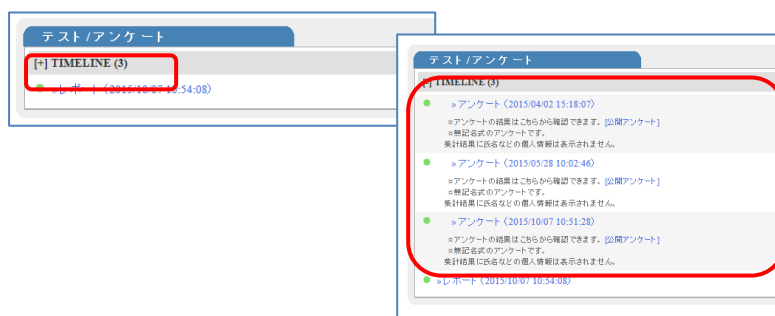 テスト/アンケート
[+] TIMELINE (3)
»レポート (2015/10/07 10:54:08)
テスト/アンケート
[-] TIMELINE (3)
»アンケート (2015/04/02 15:18:07)
¤アンケートの結果はこちらから確認できます。[公開アンケート]
¤無記名式のアンケートです。
集計結果に氏名などの個人情報は表示されません。
»アンケート (2015/05/28 10:02:46)
¤アンケートの結果はこちらから確認できます。[公開アンケート]
¤無記名式のアンケートです。
集計結果に氏名などの個人情報は表示されません。
»アンケート (2015/10/07 10:51:28)
¤アンケートの結果はこちらから確認できます。[公開アンケート]
¤無記名式のアンケートです。
集計結果に氏名などの個人情報は表示されません。
»レポート (2015/10/07 10:54:08)